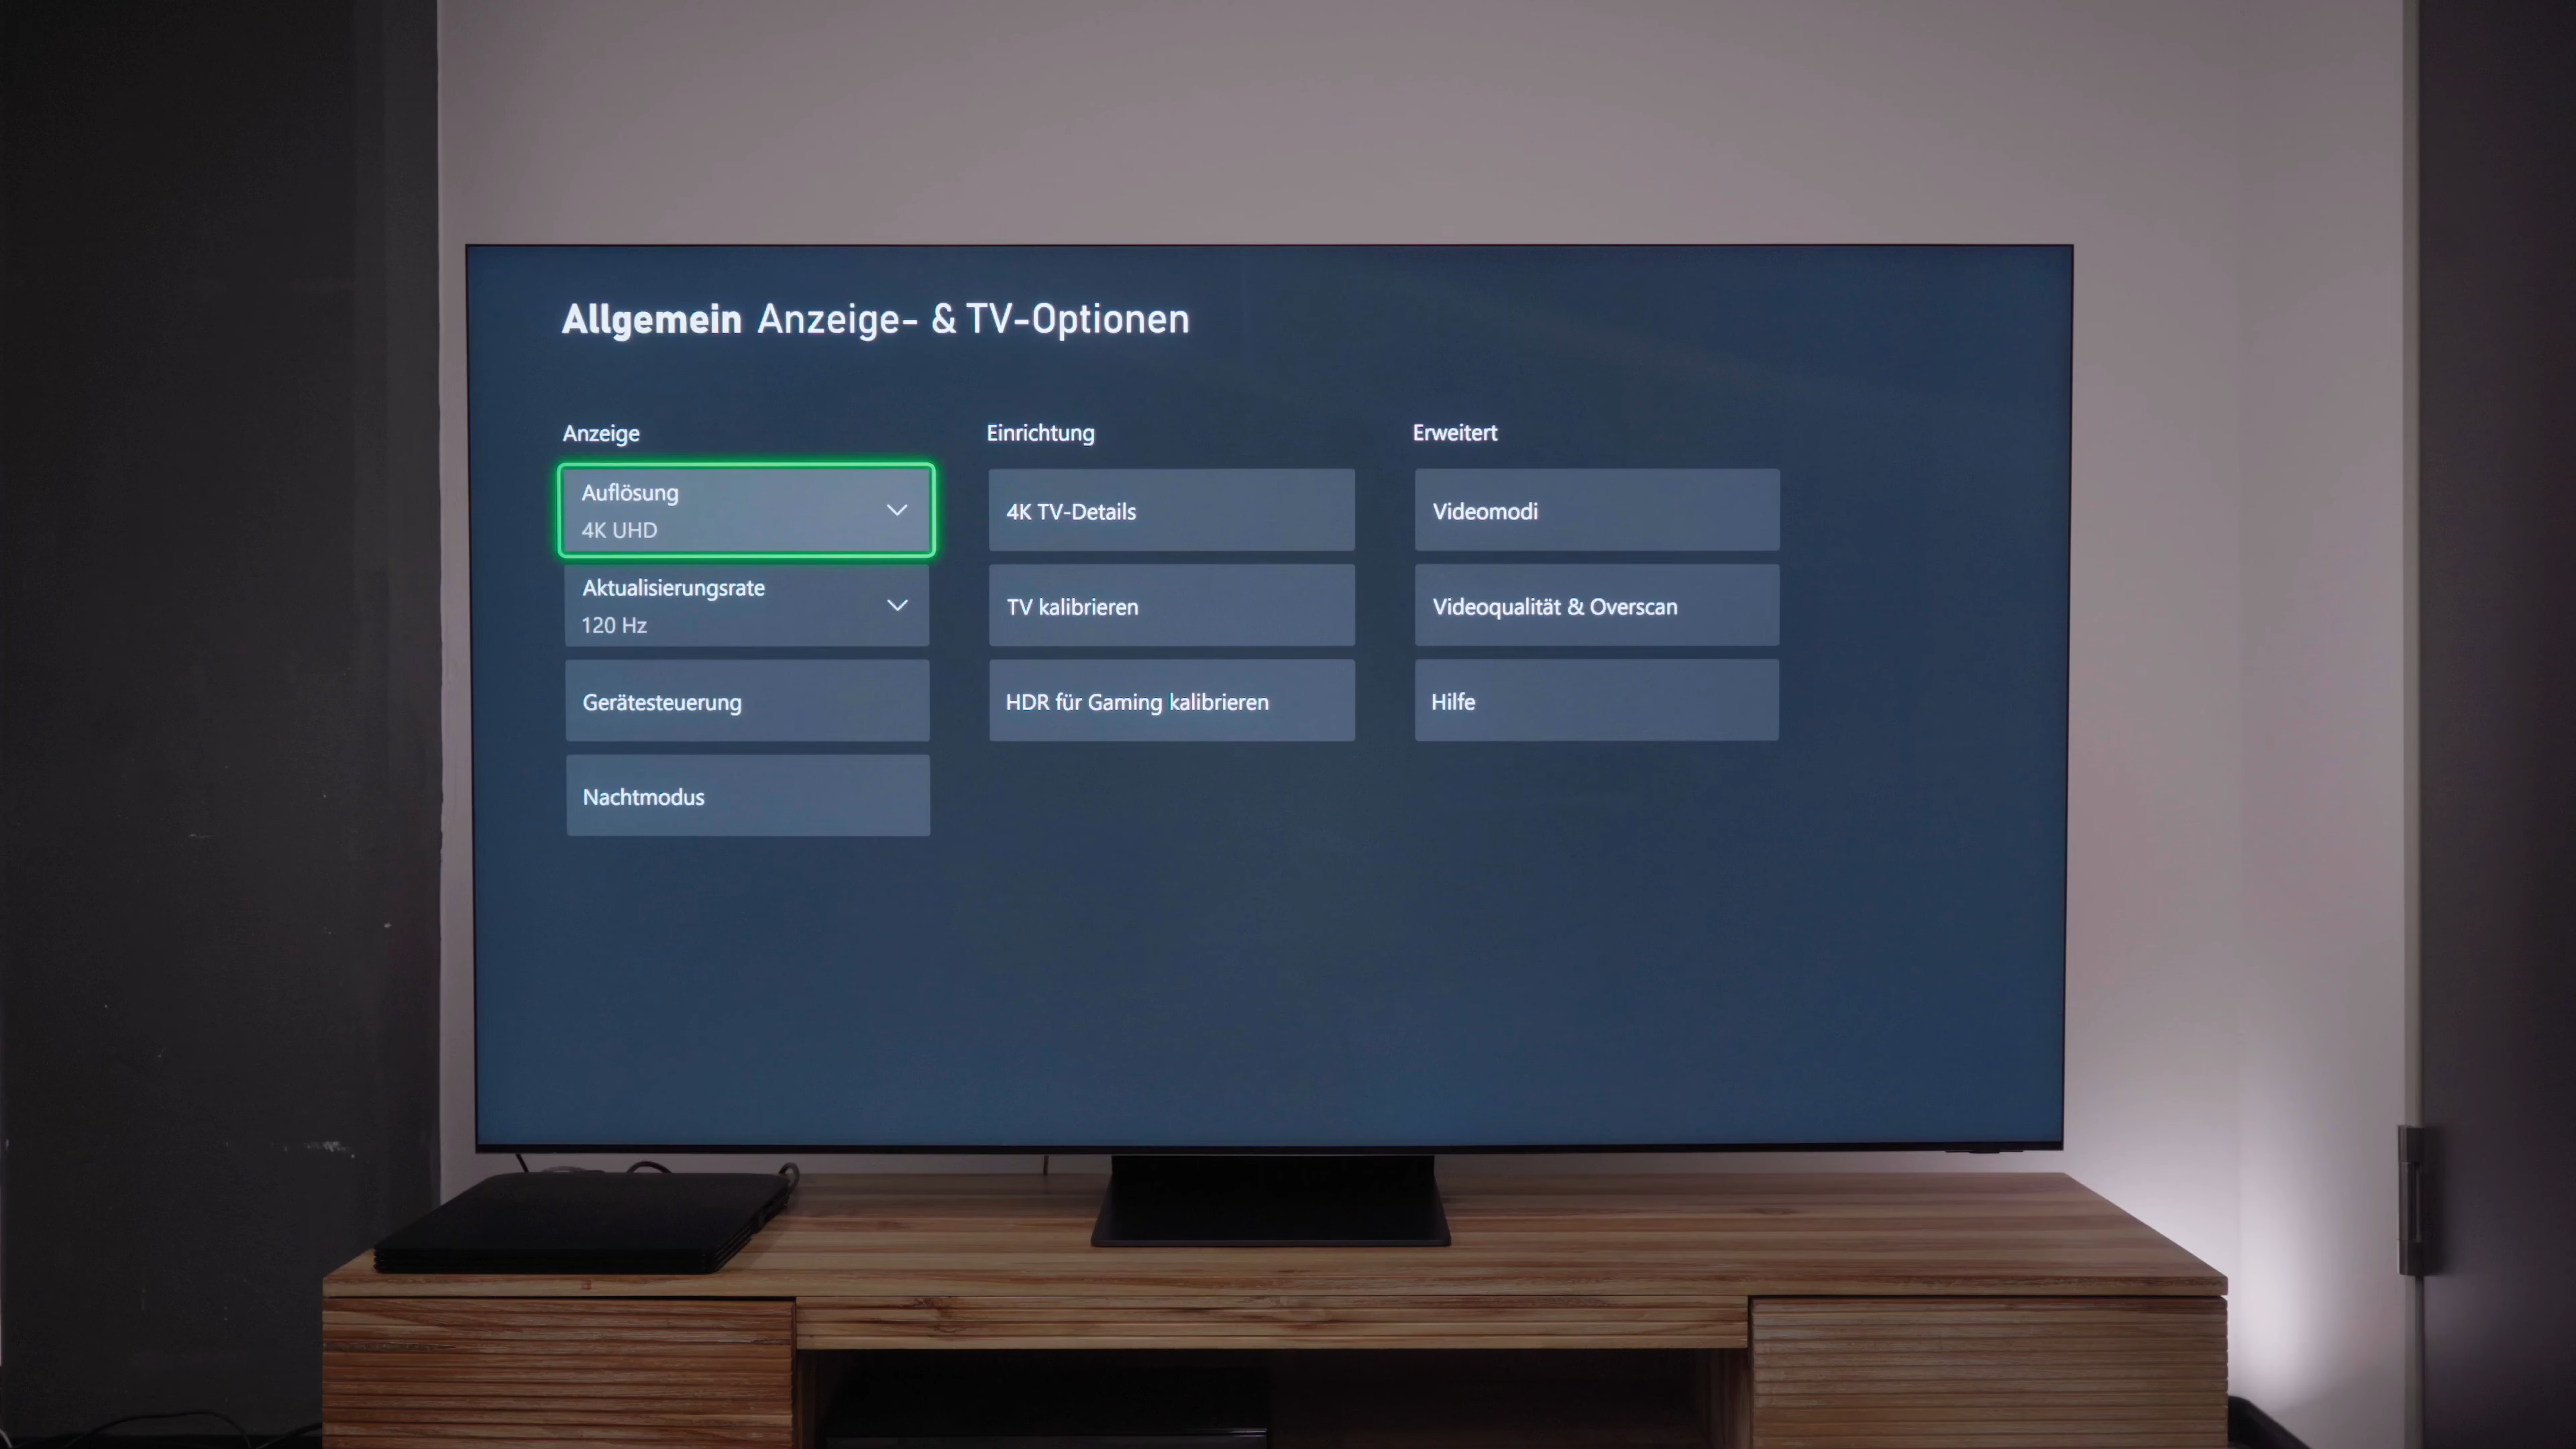 Allgemein Anzeige- & TV-Optionen
Anzeige
Auflösung
4K UHD
Aktualisierungsrate
120 Hz
Gerätesteuerung
Nachtmodus
Einrichtung
4K TV-Details
TV kalibrieren
HDR für Gaming kalibrieren
Erweitert
Videomodi
Videoqualität & Overscan
Hilfe